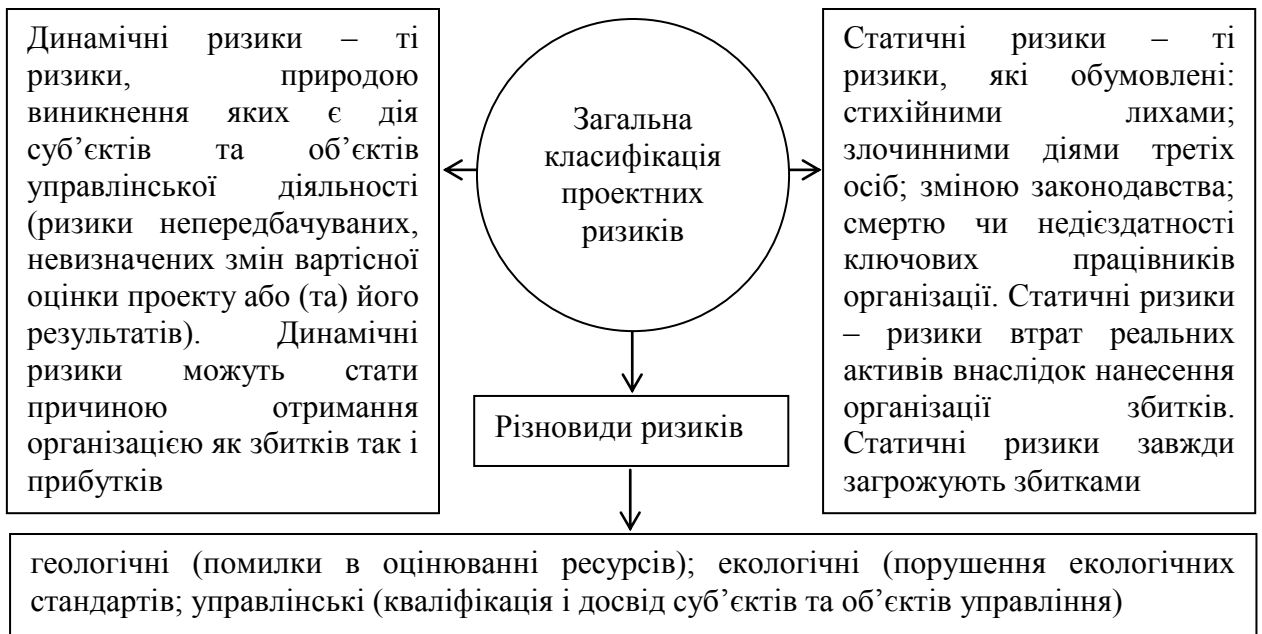 Динамічні ризики – ті
ризики, природою
виникнення яких є дія
суб’єктів та об’єктів
управлінської діяльності
(ризики непередбачуваних,
невизначених змін вартісної
оцінки проекту або (та) його
результатів). Динамічні
ризики можуть стати
причиною отримання
організацією як збитків так і
прибутків
Загальна
класифікація
проектних
ризиків
Статичні ризики – ті
ризики, які обумовлені:
стихійними лихами;
злочинними діями третіх
осіб; зміною законодавства;
смертю чи недієздатності
ключових працівників
організації. Статичні ризики
– ризики втрат реальних
активів внаслідок нанесення
організації збитків.
Статичні ризики завжди
загрожують збитками
Різновиди ризиків
геологічні (помилки в оцінюванні ресурсів); екологічні (порушення екологічних
стандартів; управлінські (кваліфікація і досвід суб’єктів та об’єктів управління)